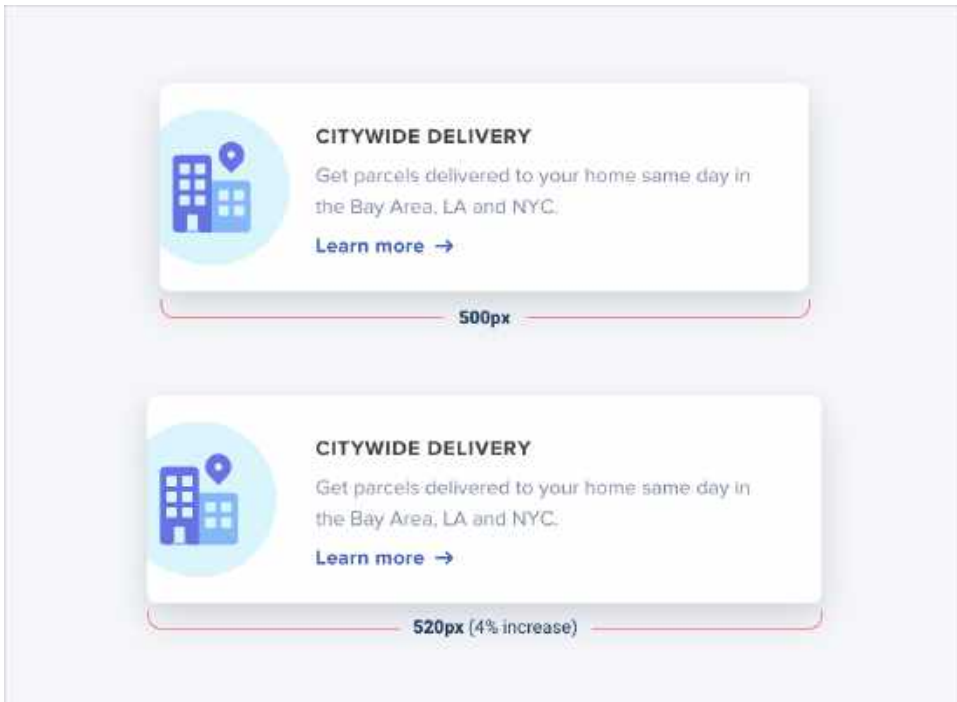 CITYWIDE DELIVERY
Get parcels delivered to your home same day in
the Bay Area, LA and NYC.
Learn more →
500px
CITYWIDE DELIVERY
Get parcels delivered to your home same day in
the Bay Area, LA and NYC.
Learn more →
520px (4% increase)